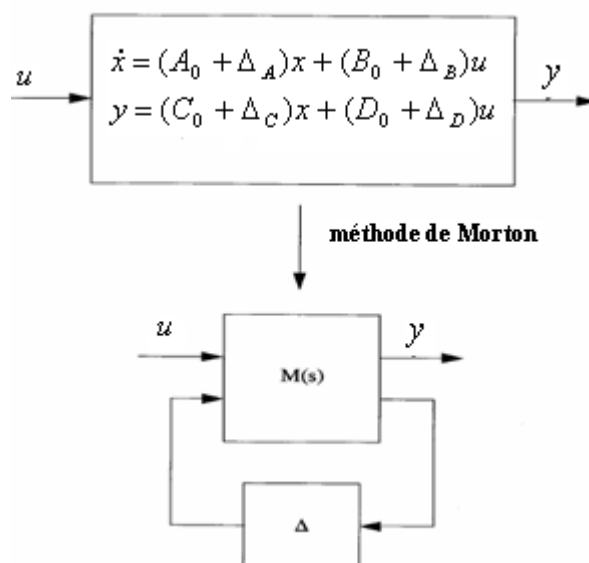 ẋ = (A₀ + Δ_A)x + (B₀ + Δ_B)u
u
y
y = (C₀ + Δ_C)x + (D₀ + Δ_D)u
méthode de Morton
u
y
M(s)
Δ